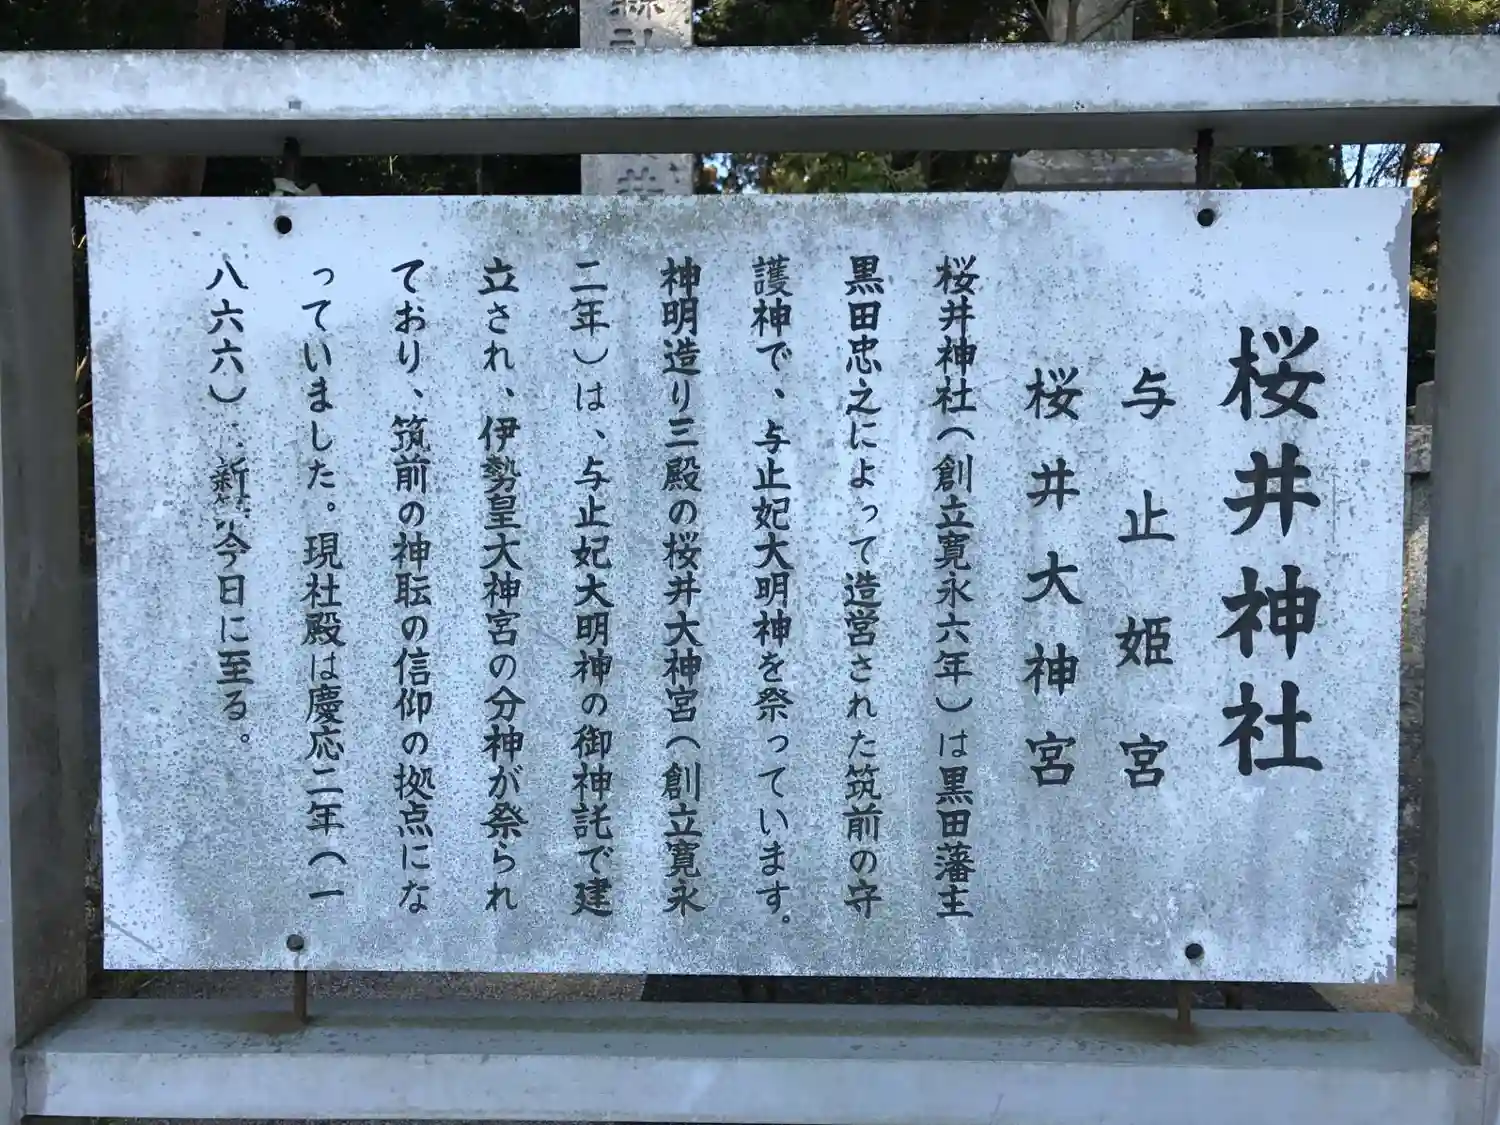 桜井神社
与止姫宮
桜井大神宮
桜井神社(創立寛永六年)は黒田藩主
黒田忠之によって造営された筑前の守
護神で、与止妃大明神を祭っています。
神明造り三殿の桜井大神宮(創立寛永
二年)は、与止妃大明神の御神託で建
立され、伊勢皇大神宮の分神が祭られ
ており、筑前の神転の信仰の拠点にな
っていました。現社殿は慶応二年(一
八六六) 新 今日に至る。
井